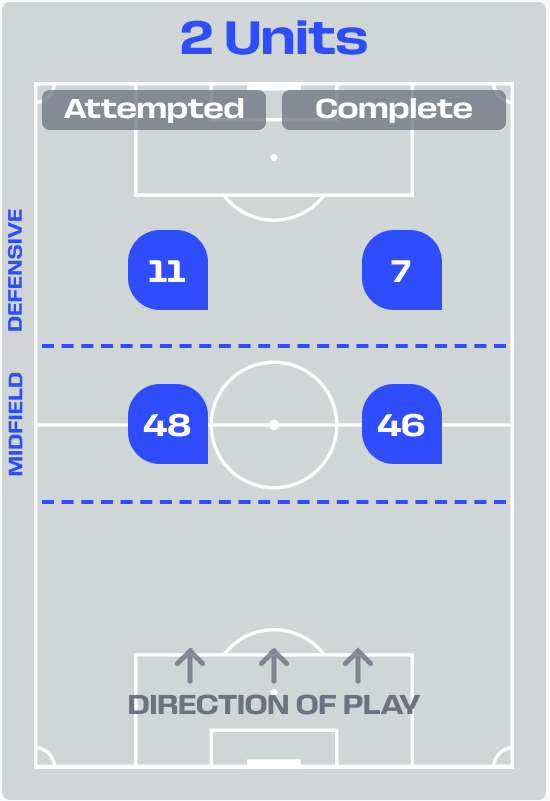 2 Units
Attempted Complete
DEFENSIVE
11 7
MIDFIELD
48 46
DIRECTION OF PLAY